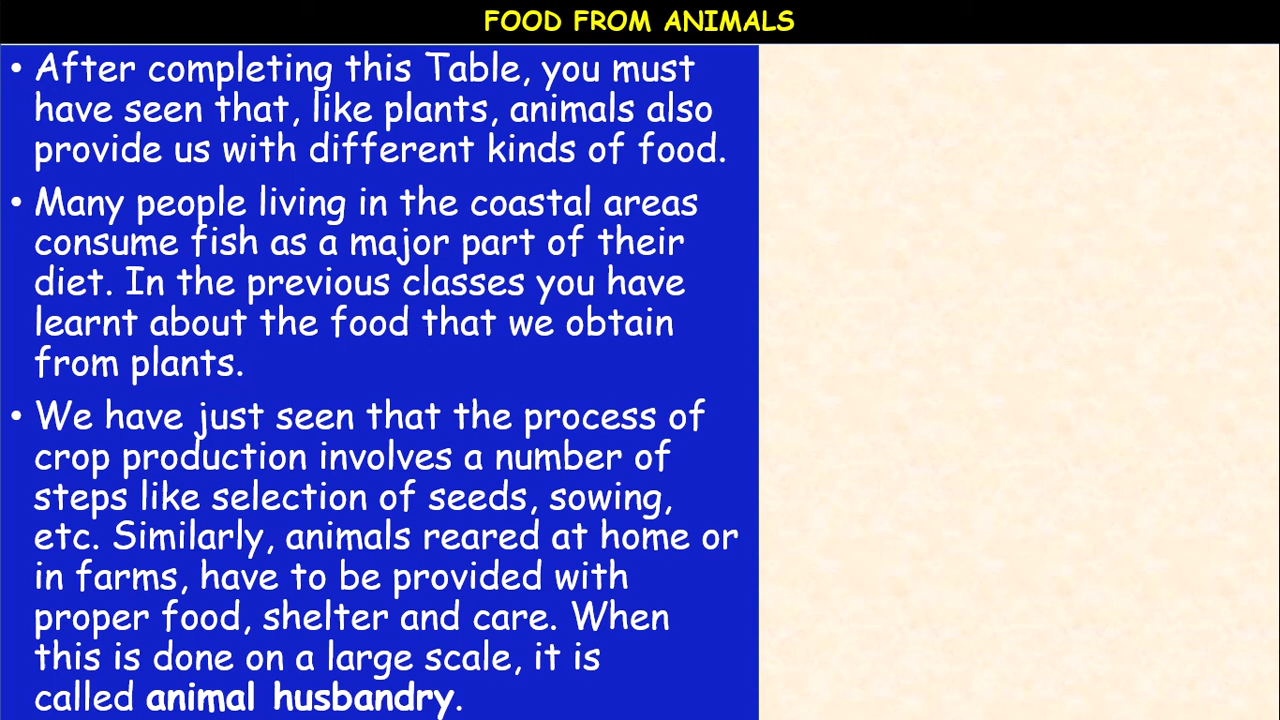 FOOD FROM ANIMALS
• After completing this Table, you must
have seen that, like plants, animals also
provide us with different kinds of food.
• Many people living in the coastal areas
consume fish as a major part of their
diet. In the previous classes you have
learnt about the food that we obtain
from plants.
• We have just seen that the process of
crop production involves a number of
steps like selection of seeds, sowing,
etc. Similarly, animals reared at home or
in farms, have to be provided with
proper food, shelter and care. When
this is done on a large scale, it is
called animal husbandry.